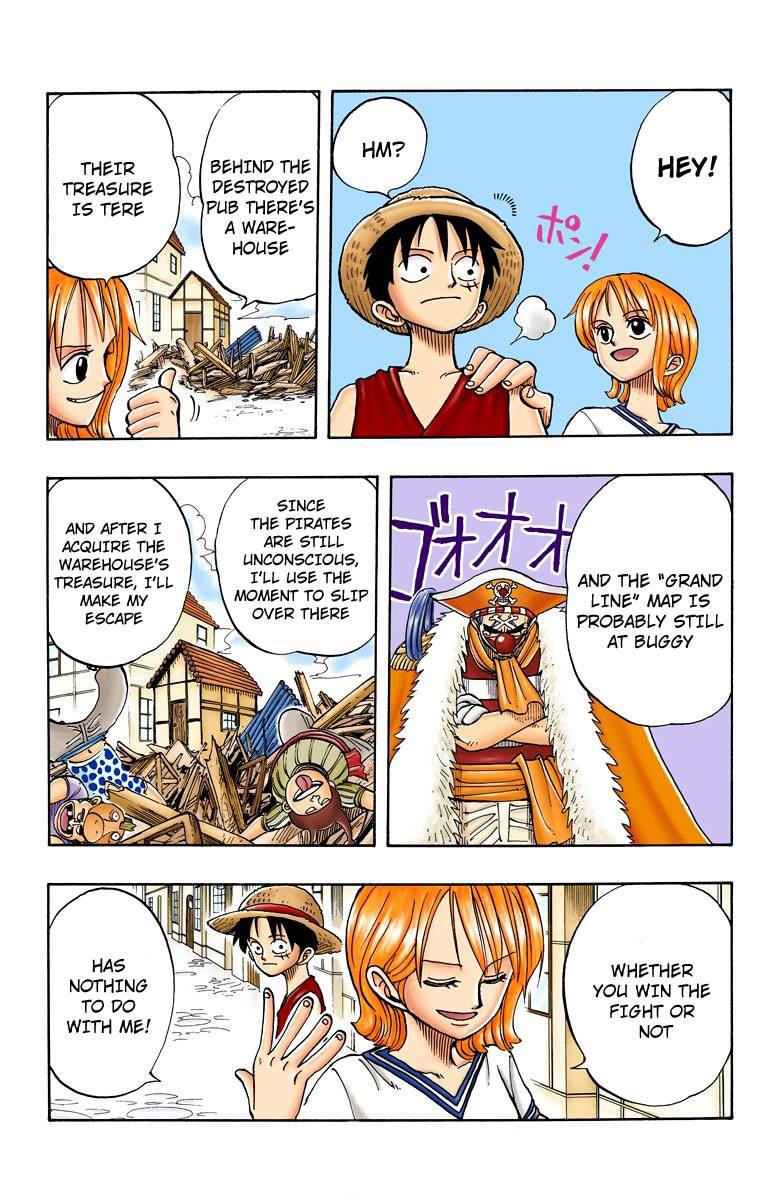 HEY!
HM?
ポン!
BEHIND THE
DESTROYED
PUB THERE'S
A WARE-
HOUSE
THEIR
TREASURE
IS TERE
AND THE "GRAND
LINE" MAP IS
PROBABLY STILL
AT BUGGY
ゴオオオ
SINCE
THE PIRATES
ARE STILL
UNCONSCIOUS,
I'LL USE THE
MOMENT TO SLIP
OVER THERE
AND AFTER I
ACQUIRE THE
WAREHOUSE'S
TREASURE, I'LL
MAKE MY
ESCAPE
WHETHER
YOU WIN THE
FIGHT OR
NOT
HAS
NOTHING
TO DO
WITH ME!